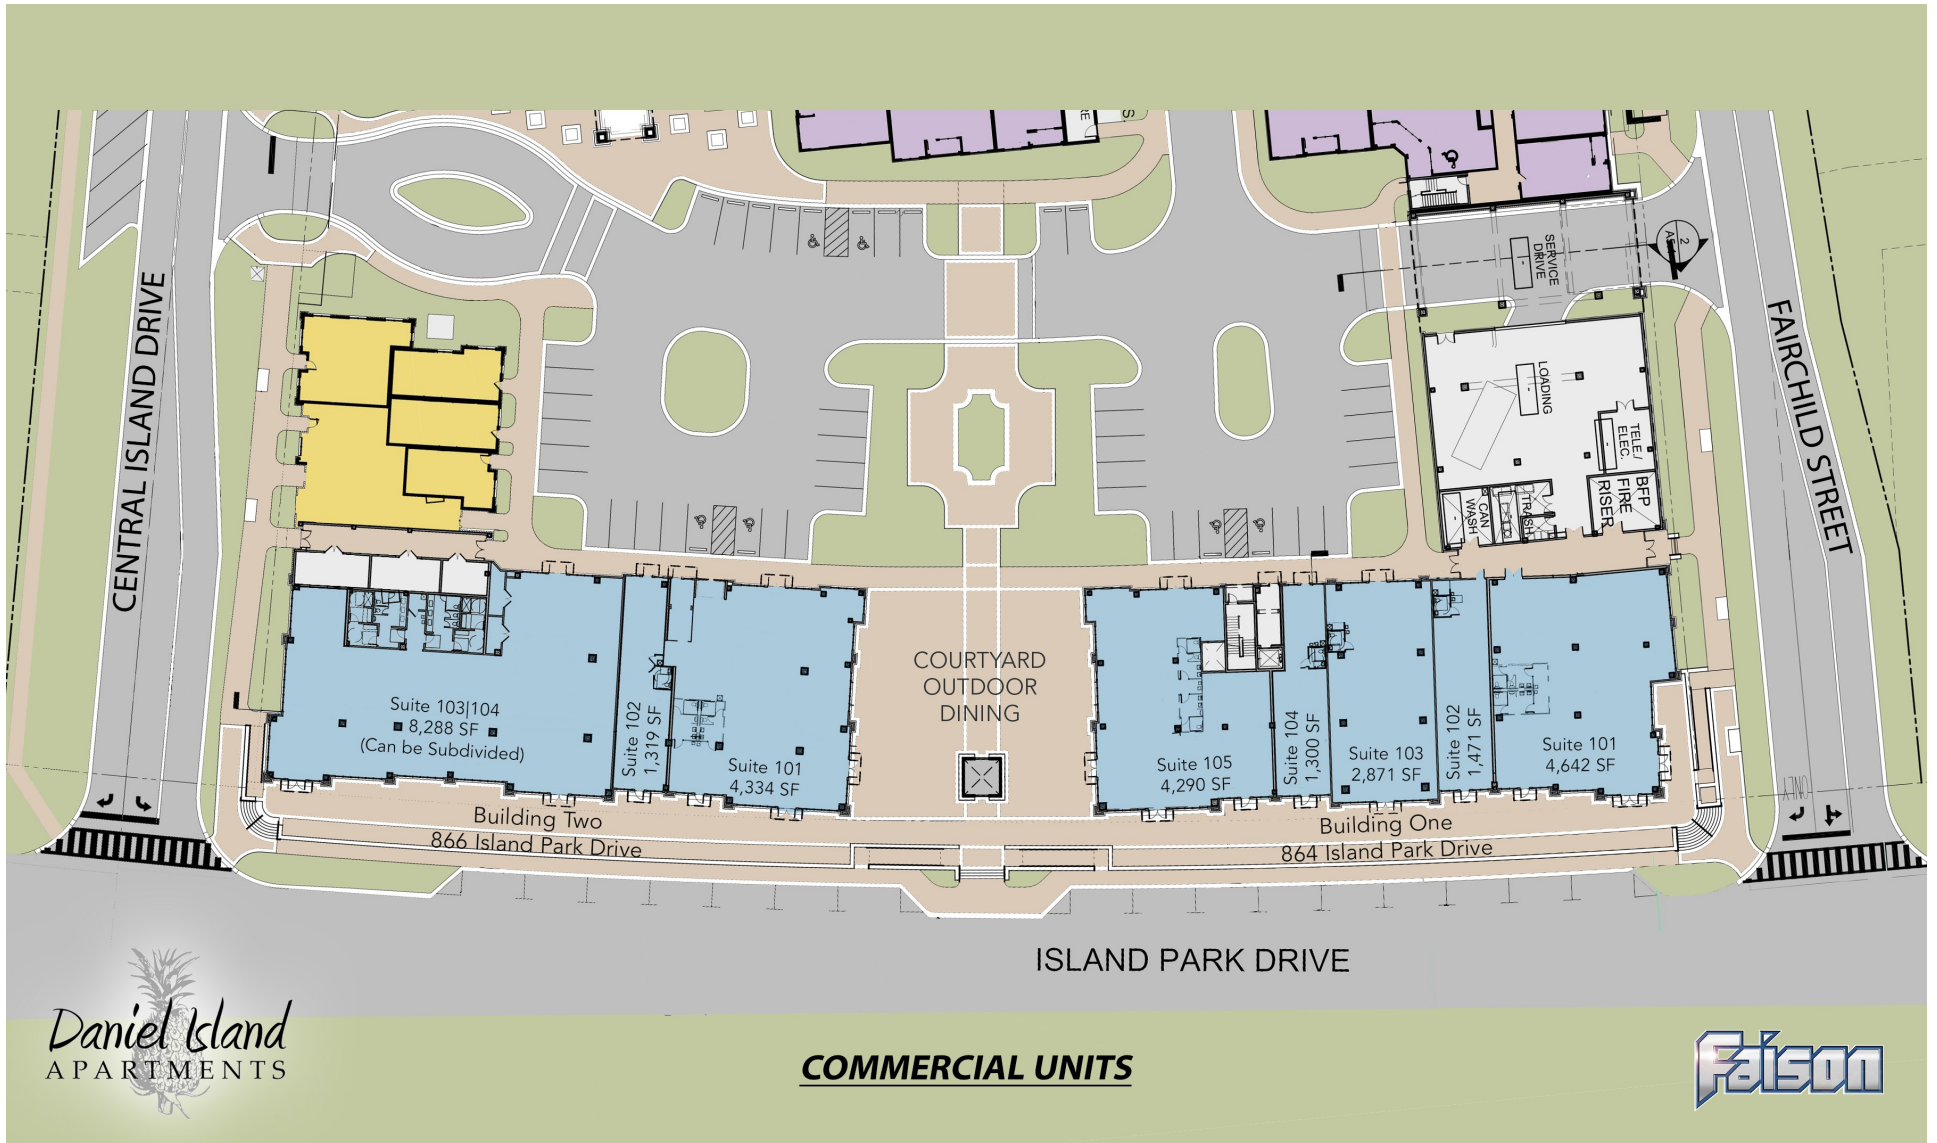 RE
S
2
A5
SERVICE
DRIVE
CENTRAL ISLAND DRIVE
FAIRCHILD STREET
LOADING
TELE./
ELEC.
BFP
FIRE
RISER
CAN
WASH
TRASH
COURTYARD
OUTDOOR
DINING
Suite 103|104
8,288 SF
(Can be Subdivided)
Suite 102
1,319 SF
Suite 101
4,334 SF
Suite 105
4,290 SF
Suite 104
1,300 SF
Suite 103
2,871 SF
Suite 102
1,471 SF
Suite 101
4,642 SF
ONLY
Building Two
866 Island Park Drive
Building One
864 Island Park Drive
ISLAND PARK DRIVE
Daniel Island
APARTMENTS
COMMERCIAL UNITS
Faison